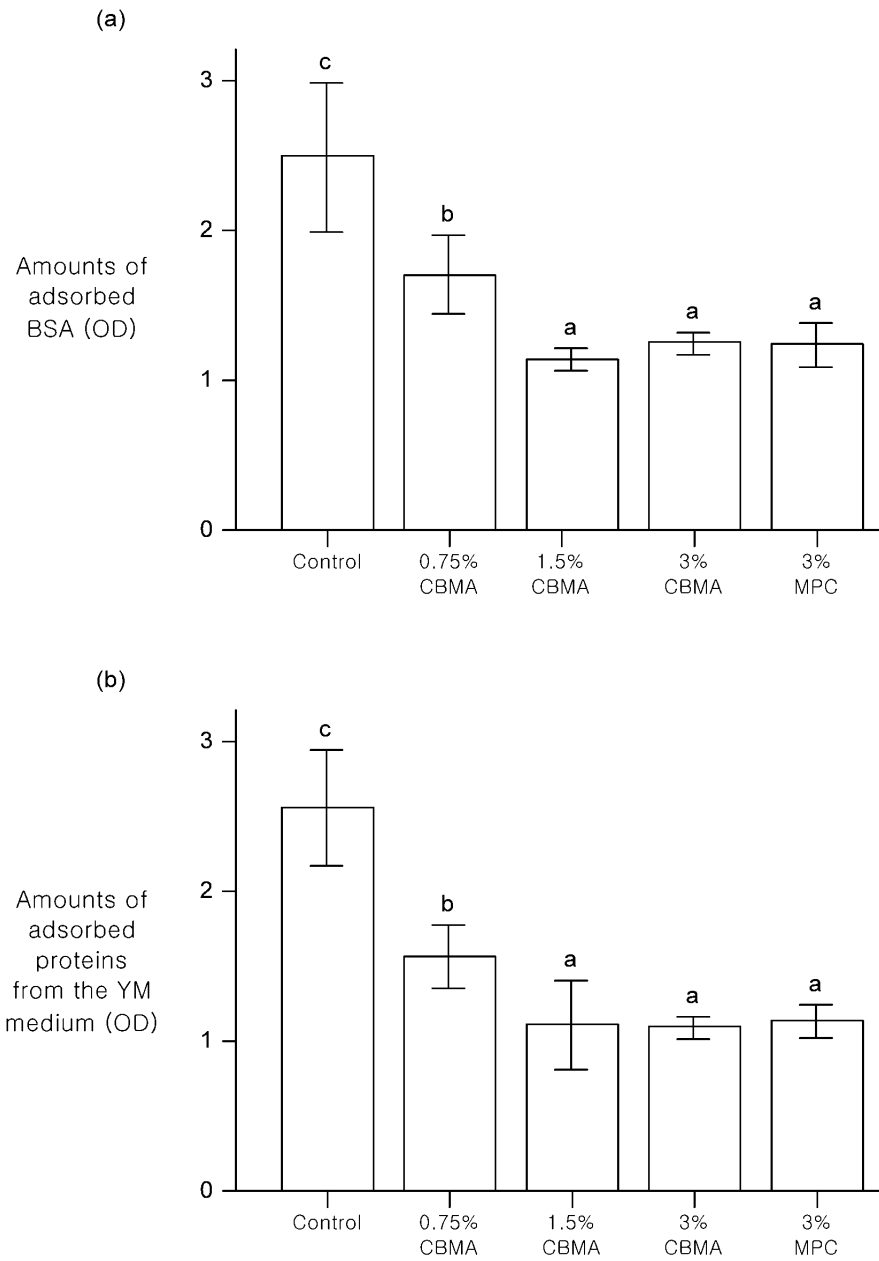 (a)
c
3
b
2
Amounts of
adsorbed
BSA (OD)
a
a
a
1
0
Control
0.75%
CBMA
1.5%
CBMA
3%
CBMA
3%
MPC
(b)
c
3
2
b
Amounts of
adsorbed
proteins
from the YM
medium (OD)
a
a
a
1
0
Control
0.75%
CBMA
1.5%
CBMA
3%
CBMA
3%
MPC